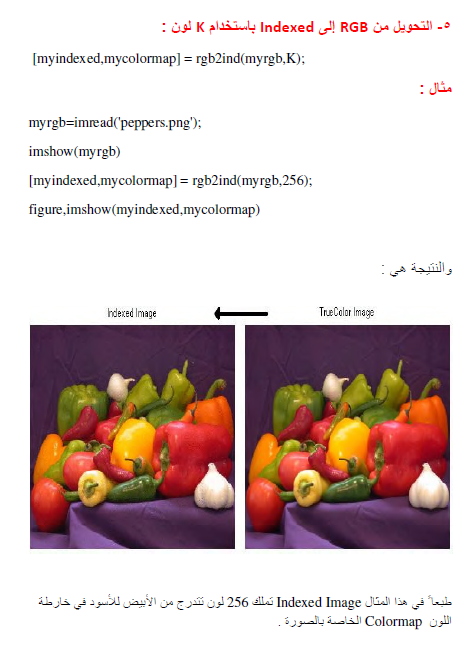 ٥- التحويل من RGB إلى Indexed باستخدام K لون :
[myindexed,mycolormap] = rgb2ind(myrgb,K);
مثال :
myrgb=imread('peppers.png');
imshow(myrgb)
[myindexed,mycolormap] = rgb2ind(myrgb,256);
figure,imshow(myindexed,mycolormap)
والنتيجة هي :
TrueColor Image
Indexed Image
طبعاً في هذا المثال Indexed Image تملك 256 لون تتدرج من الأبيض للأسود في خارطة
اللون Colormap الخاصة بالصورة .